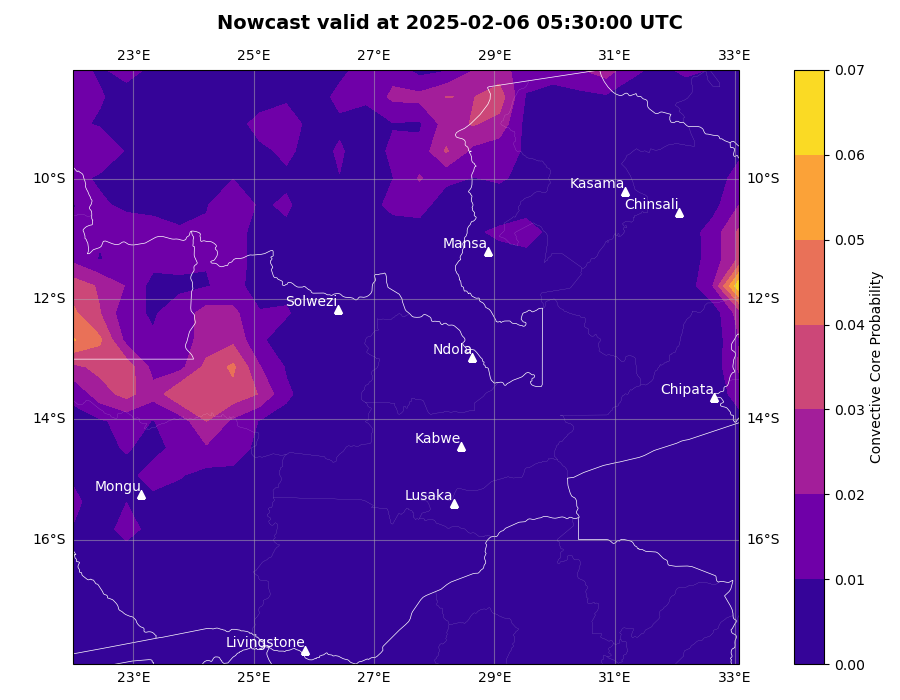 Nowcast valid at 2025-02-06 05:30:00 UTC
23°E 25°E 27°E 29°E 31°E 33°E
0.07
0.06
0.05
0.04
0.03
0.02
0.01
0.00
Convective Core Probability
10°S
12°S
14°S
16°S
Kasama
Chinsali
Mansa
Solwezi
Ndola
Chipata
Kabwe
Mongu
Lusaka
Livingstone
23°E 25°E 27°E 29°E 31°E 33°E
10°S
12°S
14°S
16°S